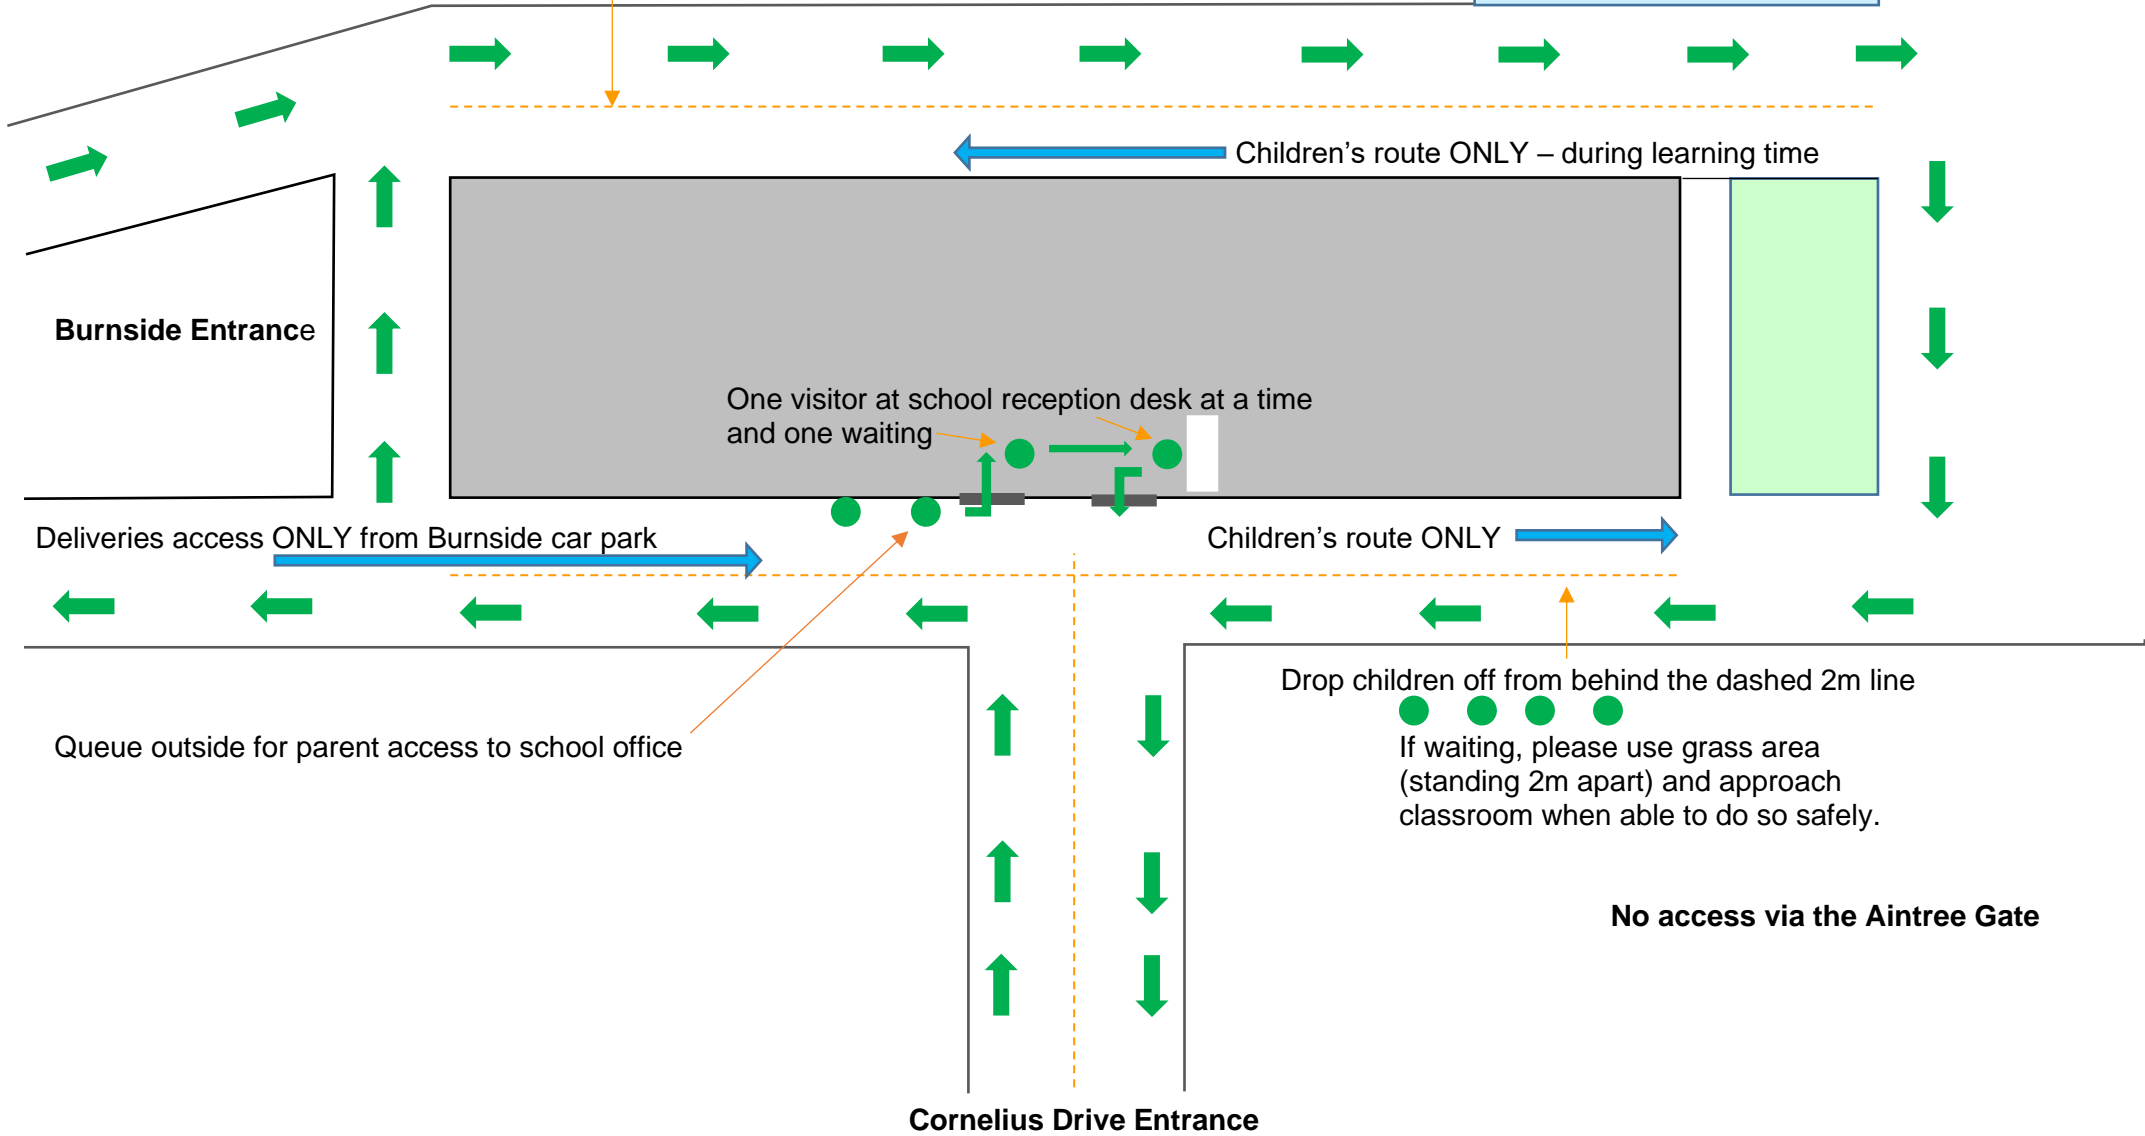 Children’s route ONLY – during learning time
Burnside Entrance
One visitor at school reception desk at a time
and one waiting
Deliveries access ONLY from Burnside car park
Children’s route ONLY
Drop children off from behind the dashed 2m line
Queue outside for parent access to school office
If waiting, please use grass area
(standing 2m apart) and approach
classroom when able to do so safely.
No access via the Aintree Gate
Cornelius Drive Entrance